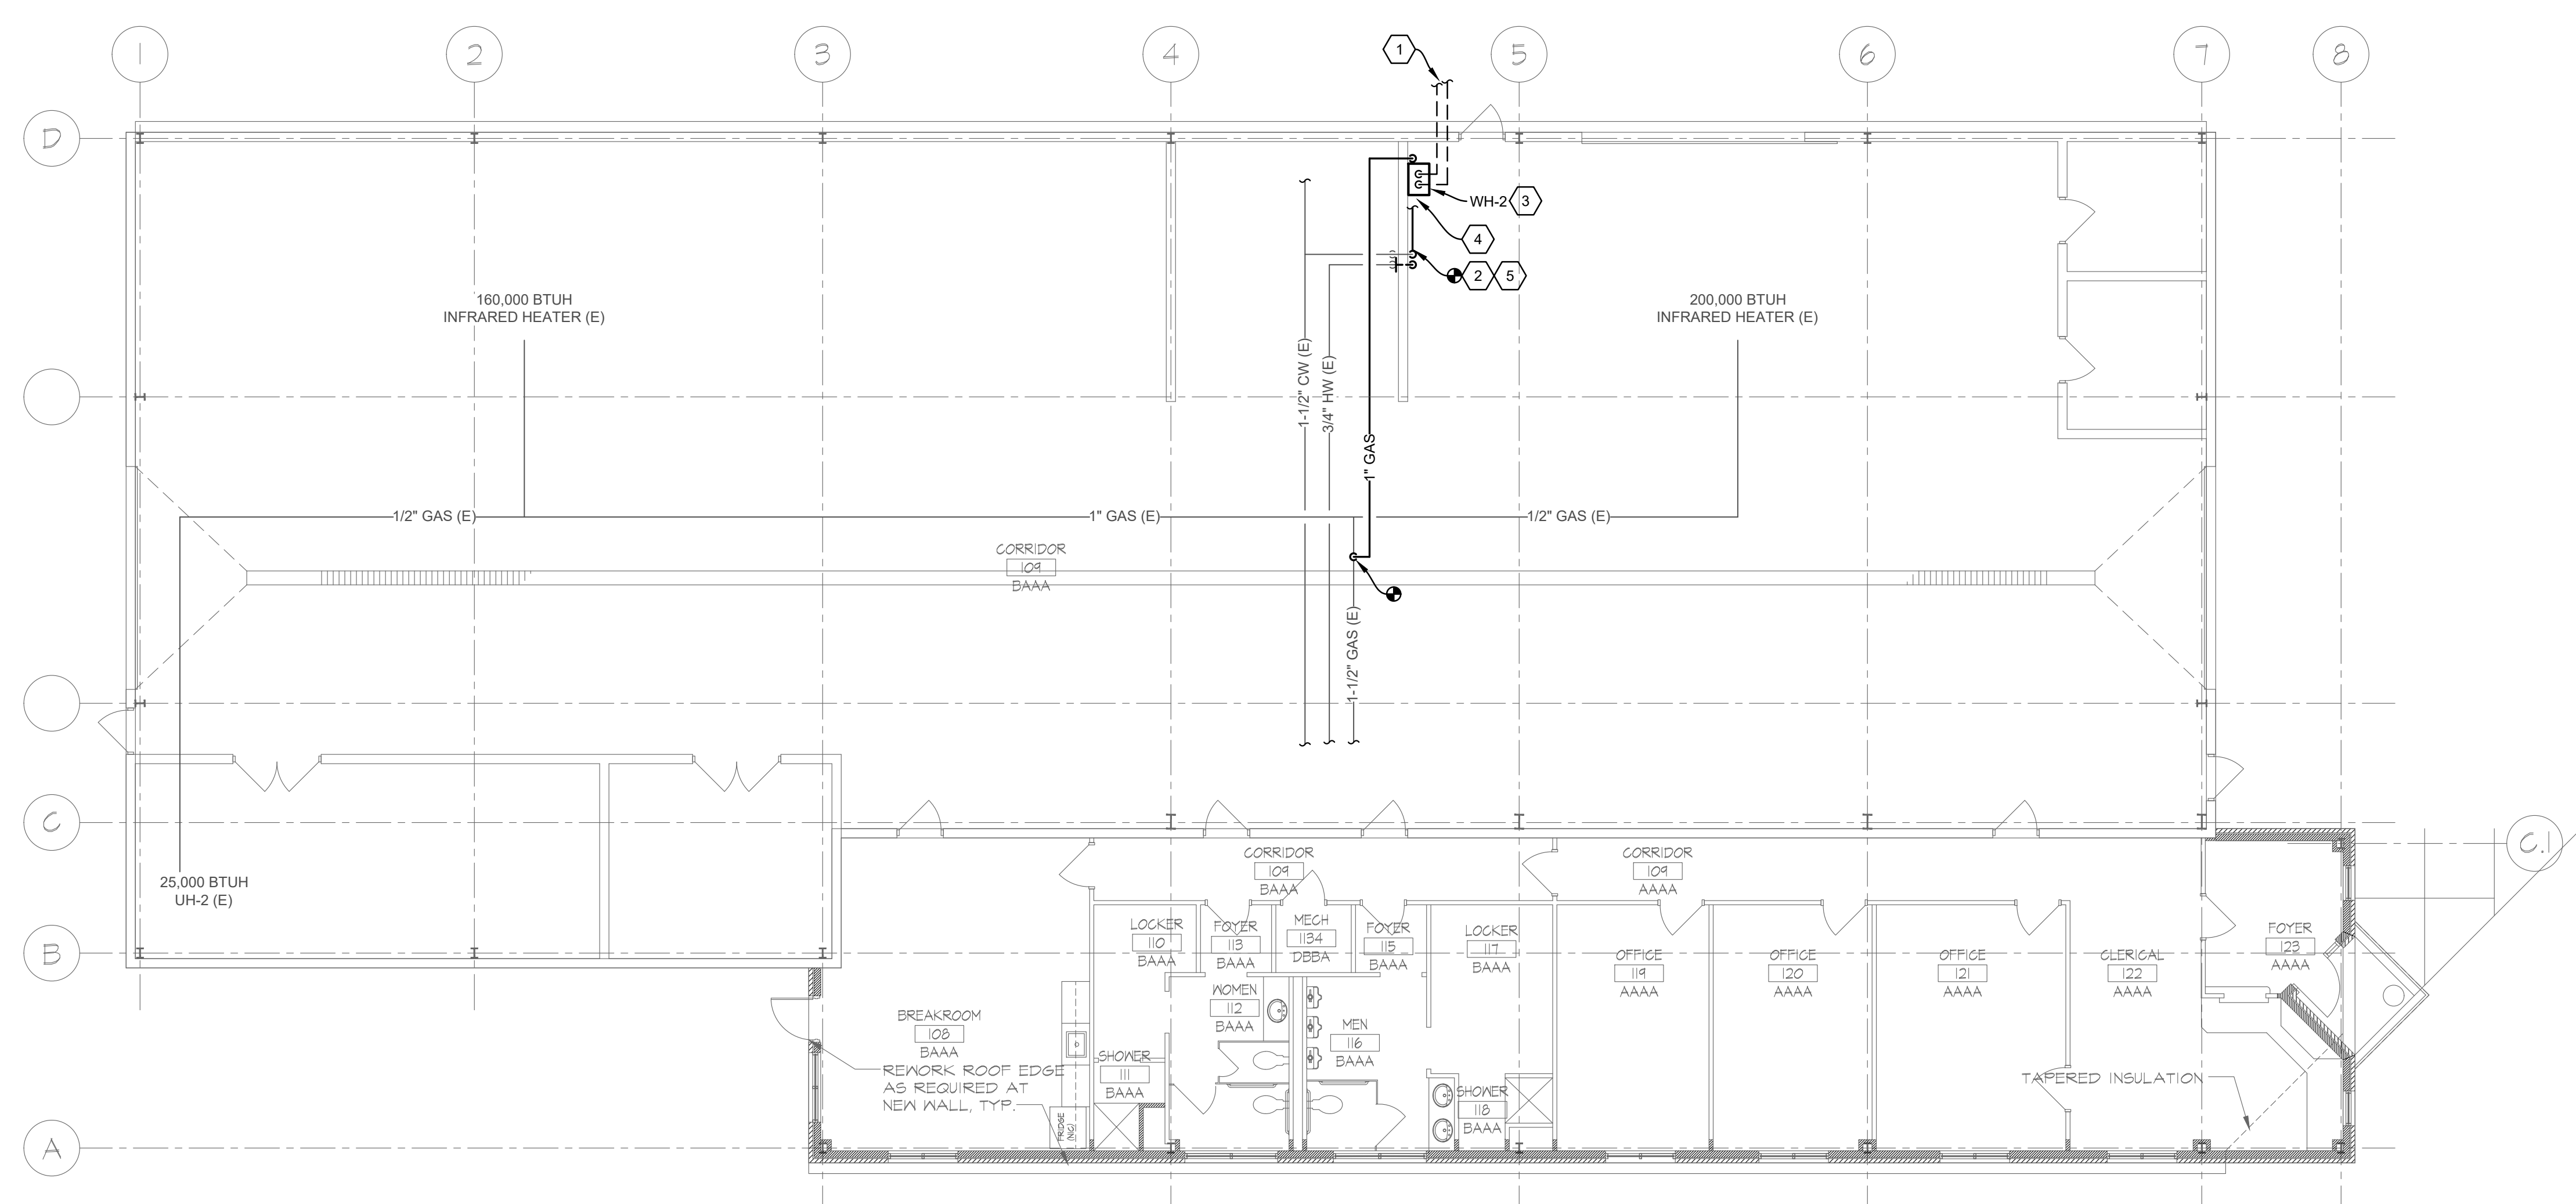 1
2
3
4
5
6
7
8
1
D
WH-2
3
4
2
5
160,000 BTUH
INFRARED HEATER (E)
200,000 BTUH
INFRARED HEATER (E)
1-1/2" CW (E)
3/4" HW (E)
1" GAS
1/2" GAS (E)
1" GAS (E)
1/2" GAS (E)
CORRIDOR
109
BAAA
1-1/2" GAS (E)
C
C.1
25,000 BTUH
UH-2 (E)
CORRIDOR
109
BAAA
CORRIDOR
109
AAAA
B
LOCKER
110
BAAA
FOYER
113
BAAA
MECH
1134
DBBA
FOYER
115
BAAA
LOCKER
117
BAAA
OFFICE
119
AAAA
OFFICE
120
AAAA
OFFICE
121
AAAA
CLERICAL
122
AAAA
FOYER
123
AAAA
BREAKROOM
108
BAAA
WOMEN
112
BAAA
MEN
116
BAAA
SHOWER
111
BAAA
SHOWER
118
BAAA
REWORK ROOF EDGE
AS REQUIRED AT
NEW WALL, TYP.
FRIDGE
(NIC)
TAPERED INSULATION
A